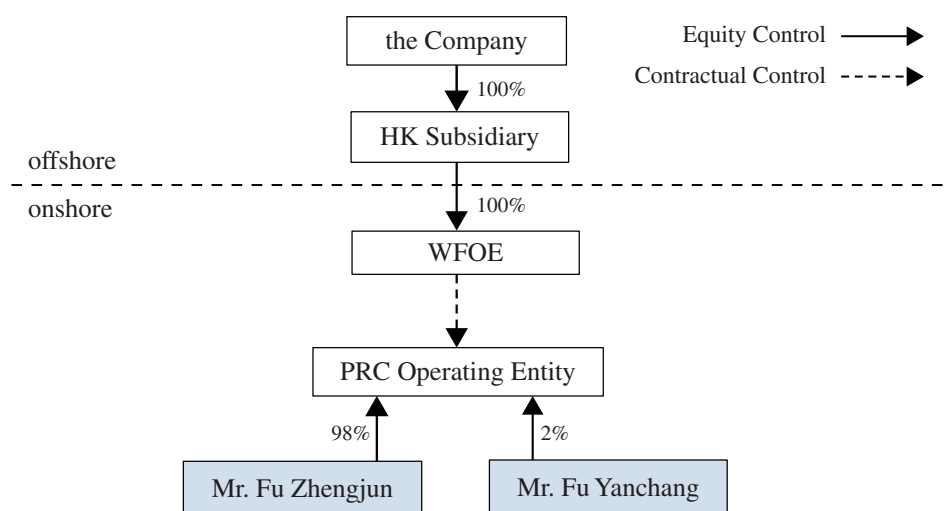 the Company
Equity Control
Contractual Control
100%
HK Subsidiary
offshore
onshore
100%
WFOE
PRC Operating Entity
98%
2%
Mr. Fu Zhengjun
Mr. Fu Yanchang